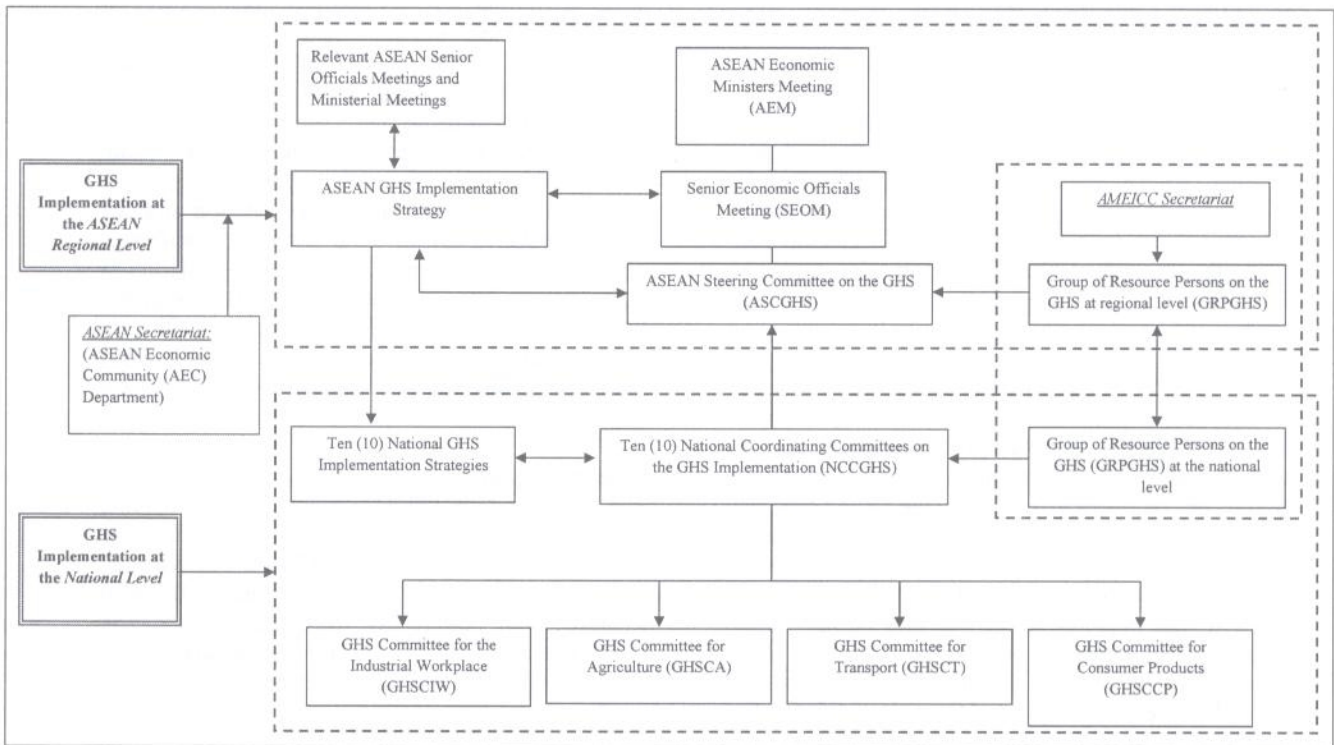 Relevant ASEAN Senior
Officials Meetings and
Ministerial Meetings
ASEAN Economic
Ministers Meeting
(AEM)
GHS
Implementation at
the ASEAN
Regional Level
ASEAN GHS Implementation
Strategy
Senior Economic Officials
Meeting (SEOM)
AMEICC Secretariat
ASEAN Steering Committee on the GHS
(ASCGHS)
Group of Resource Persons on the
GHS at regional level (GRPGHS)
ASEAN Secretariat:
(ASEAN Economic
Community (AEC)
Department)
Ten (10) National GHS
Implementation Strategies
Ten (10) National Coordinating Committees on
the GHS Implementation (NCCGHS)
Group of Resource Persons on the
GHS (GRPGHS) at the national
level
GHS
Implementation at
the National Level
GHS Committee for the
Industrial Workplace
(GHSCIW)
GHS Committee for
Agriculture (GHSCA)
GHS Committee for
Transport (GHSCT)
GHS Committee for
Consumer Products
(GHSCCP)